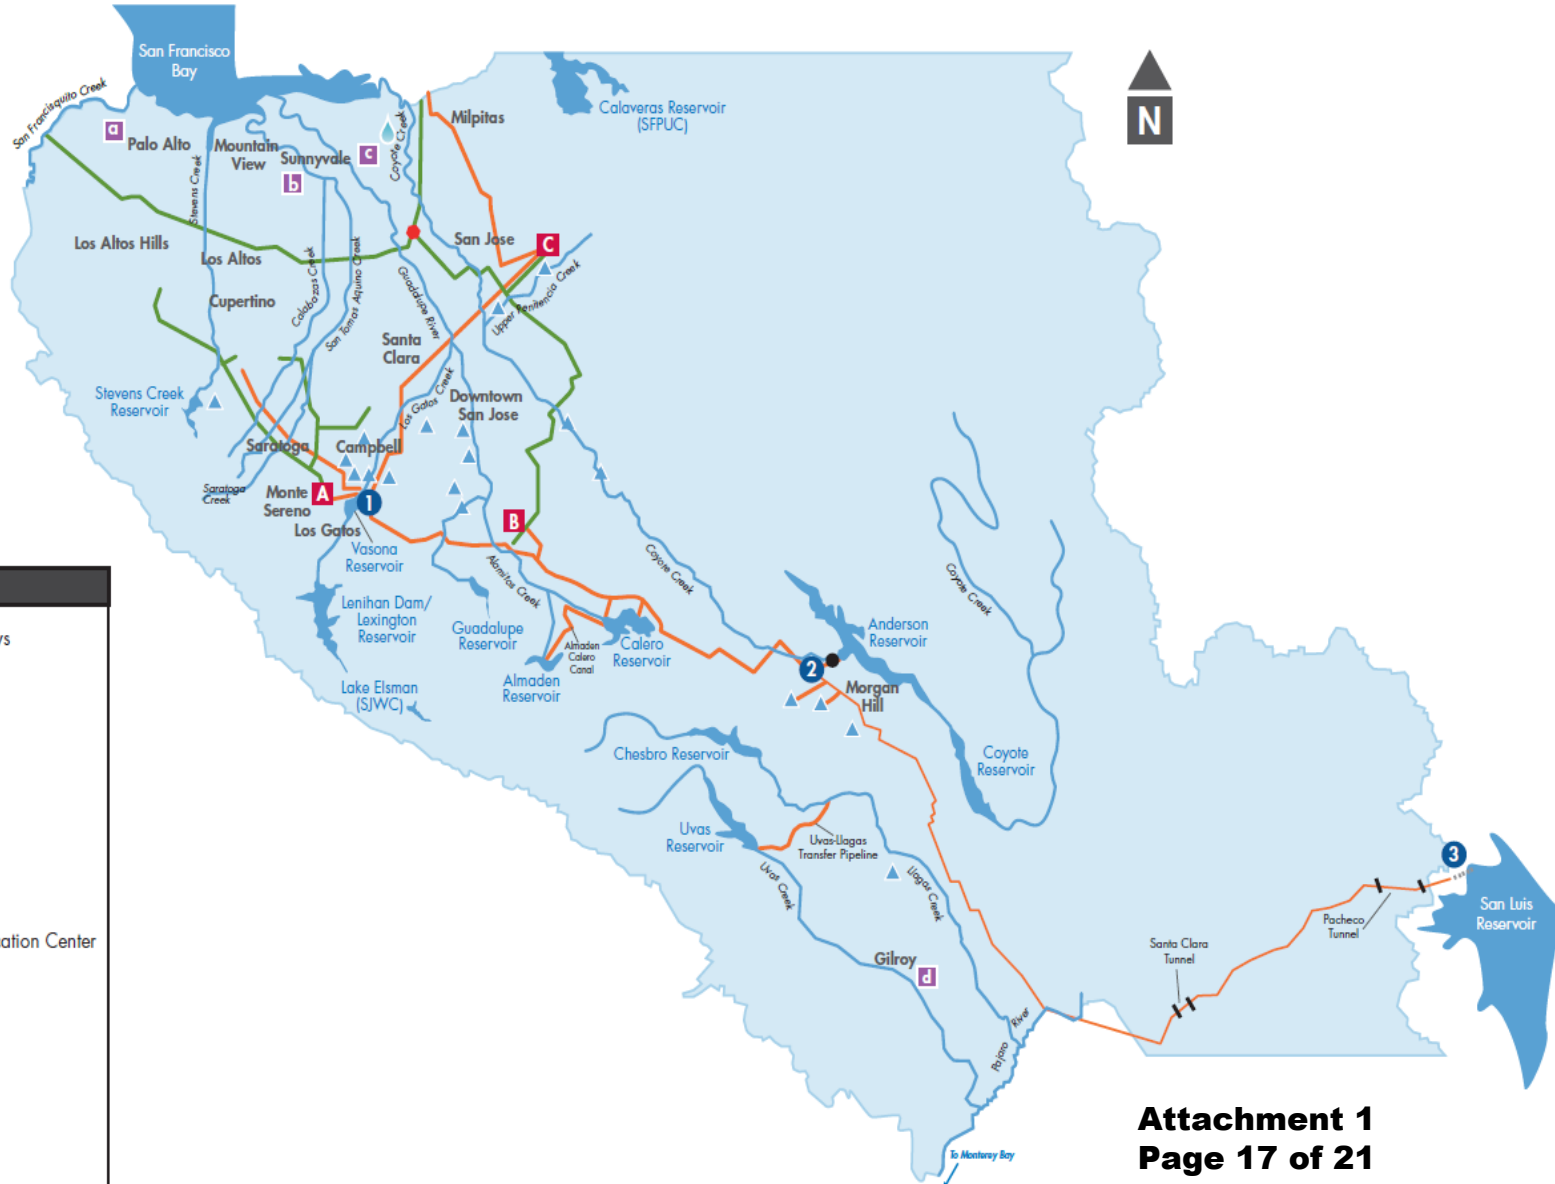 San Francisco
Bay
San Francisquito Creek
a
Palo Alto
Mountain
View
Sunnyvale
b
c
Coyote Creek
Milpitas
Calaveras Reservoir
(SFPUC)
N
Stevens Creek
Los Altos Hills
Los Altos
San Jose
C
Cupertino
Calabazas Creek
San Tomas Aquino Creek
Guadalupe River
Upper Penitencia Creek
Santa
Clara
Stevens Creek
Reservoir
Los Gatos Creek
Downtown
San Jose
Saratoga
Campbell
Saratoga
Creek
Monte
Sereno
A
1
Los Gatos
B
Vasona
Reservoir
Alamitos Creek
Coyote Creek
Coyote Creek
Lenihan Dam/
Lexington
Reservoir
Guadalupe
Reservoir
Almaden
Calero
Canal
Calero
Reservoir
Anderson
Reservoir
Almaden
Reservoir
2
Morgan
Hill
Lake Elsman
(SJWC)
Chesbro Reservoir
Coyote
Reservoir
Uvas
Reservoir
Uvas-Llagas
Transfer Pipeline
Uvas Creek
Llagas Creek
3
San Luis
Reservoir
Pacheco
Tunnel
Santa Clara
Tunnel
Gilroy
d
Pajaro River
To Monterey Bay
ation Center
Attachment 1
Page 17 of 21